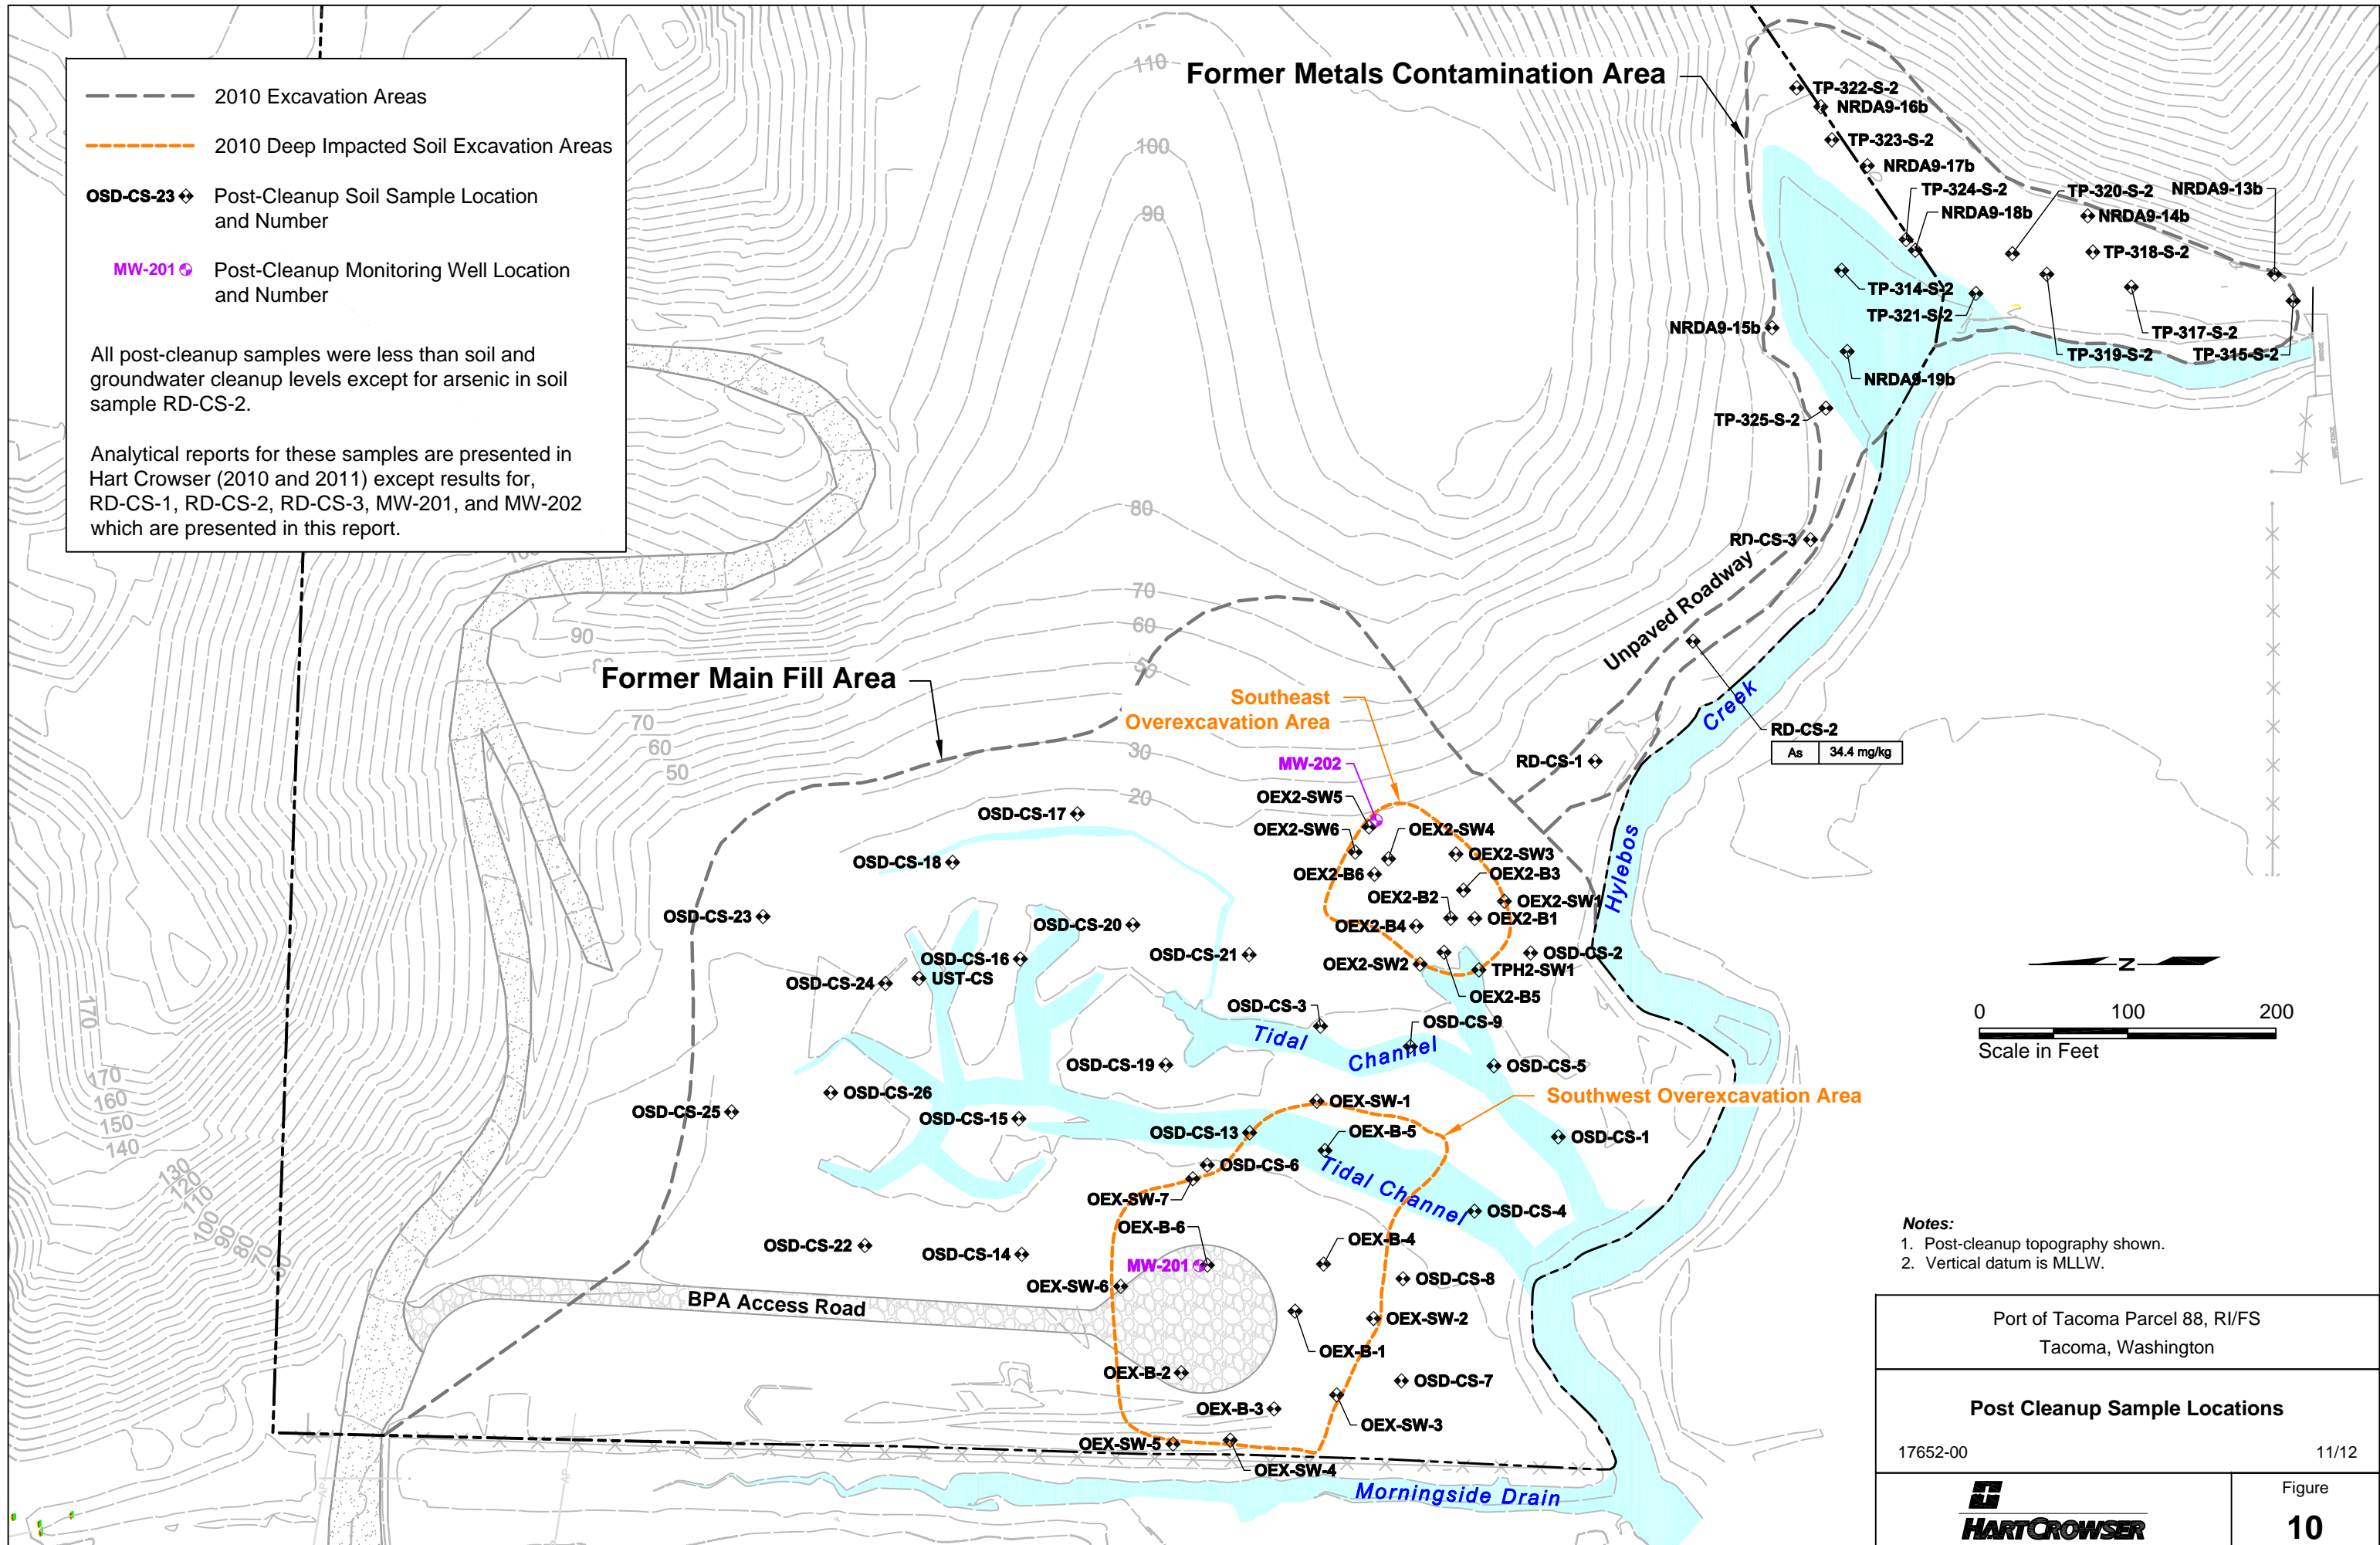 2010 Excavation Areas
2010 Deep Impacted Soil Excavation Areas
OSD-CS-23
Post-Cleanup Soil Sample Location
and Number
MW-201
Post-Cleanup Monitoring Well Location
and Number
All post-cleanup samples were less than soil and
groundwater cleanup levels except for arsenic in soil
sample RD-CS-2.
Analytical reports for these samples are presented in
Hart Crowser (2010 and 2011) except results for,
RD-CS-1, RD-CS-2, RD-CS-3, MW-201, and MW-202
which are presented in this report.
Former Metals Contamination Area
110
100
90
80
70
60
50
30
20
TP-322-S-2
NRDA9-16b
TP-323-S-2
NRDA9-17b
TP-324-S-2
NRDA9-18b
TP-320-S-2
NRDA9-13b
NRDA9-14b
TP-318-S-2
TP-314-S-2
TP-321-S-2
NRDA9-15b
TP-317-S-2
TP-319-S-2
TP-315-S-2
NRDA9-19b
TP-325-S-2
BRIDGE
RD-CS-3
Unpaved Roadway
Creek
RD-CS-2
As 34.4 mg/kg
RD-CS-1
Hylebos
Former Main Fill Area
90
70
60
50
Southeast
Overexcavation Area
MW-202
OEX2-SW5
OEX2-SW6
OEX2-SW4
OEX2-SW3
OEX2-B6
OEX2-B3
OEX2-B2
OEX2-SW1
OEX2-B1
OEX2-B4
OEX2-SW2
OSD-CS-2
TPH2-SW1
OEX2-B5
OSD-CS-17
OSD-CS-18
OSD-CS-23
OSD-CS-20
OSD-CS-16
OSD-CS-21
OSD-CS-24
UST-CS
OSD-CS-3
OSD-CS-9
Tidal
Channel
OSD-CS-19
OSD-CS-5
OSD-CS-26
OSD-CS-25
OSD-CS-15
OEX-SW-1
Southwest Overexcavation Area
OSD-CS-13
OEX-B-5
OSD-CS-1
OSD-CS-6
Tidal Channel
OEX-SW-7
OSD-CS-4
OEX-B-6
OSD-CS-22
OSD-CS-14
MW-201
OEX-B-4
OEX-SW-6
OSD-CS-8
BPA Access Road
OEX-SW-2
OEX-B-1
OEX-B-2
OSD-CS-7
OEX-B-3
OEX-SW-3
OEX-SW-5
OEX-SW-4
Morningside Drain
170
170
160
150
140
130
120
110
100
90
80
70
N
0 100 200
Scale in Feet
Notes:
1. Post-cleanup topography shown.
2. Vertical datum is MLLW.
Port of Tacoma Parcel 88, RI/FS
Tacoma, Washington
Post Cleanup Sample Locations
17652-00 11/12
HARTCROWSER
Figure
10